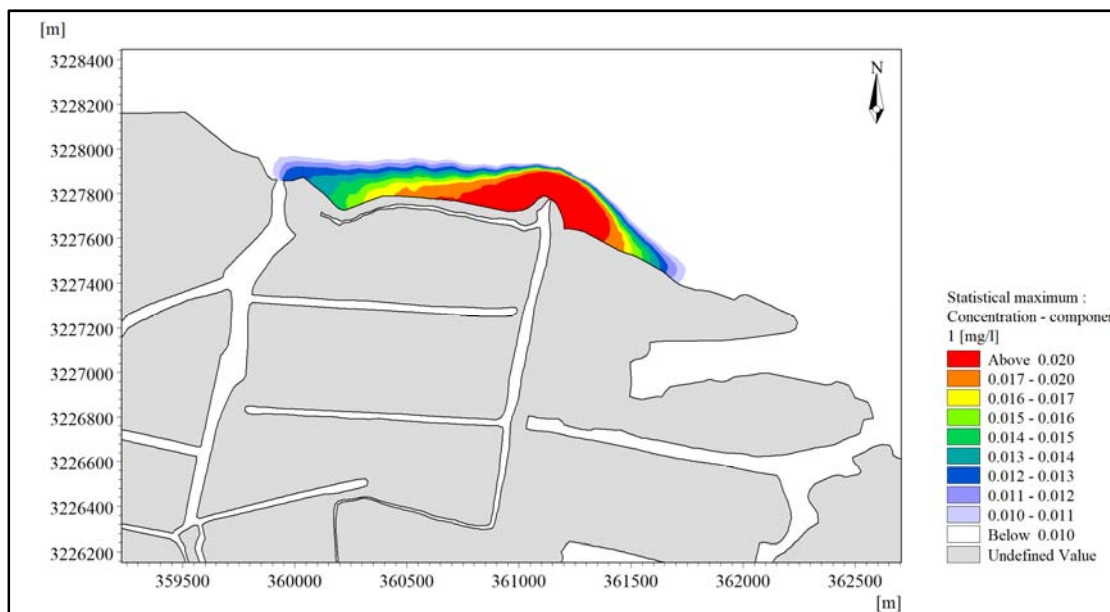 [m]
3228400
3228200
3228000
3227800
3227600
3227400
3227200
3227000
3226800
3226600
3226400
3226200
N
359500 360000 360500 361000 361500 362000 362500
[m]
Statistical maximum :
Concentration - componen
1 [mg/l]
Above 0.020
0.017 - 0.020
0.016 - 0.017
0.015 - 0.016
0.014 - 0.015
0.013 - 0.014
0.012 - 0.013
0.011 - 0.012
0.010 - 0.011
Below 0.010
Undefined Value